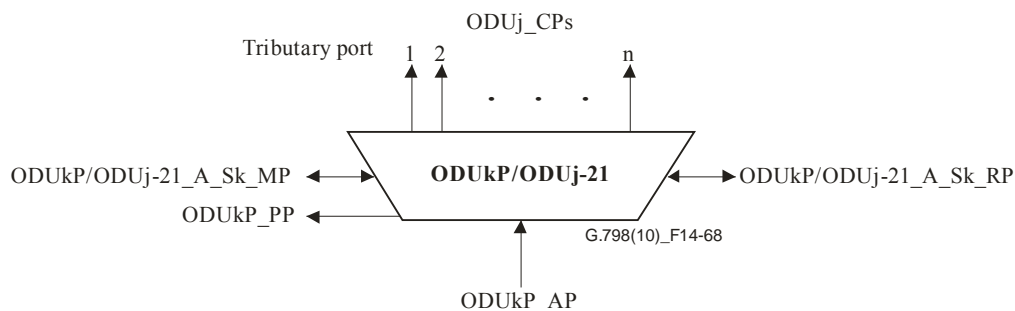 ODUj_CPs
Tributary port 1 2 n
. . .
ODUkP/ODUj-21_A_Sk_MP
ODUkP/ODUj-21
ODUkP/ODUj-21_A_Sk_RP
ODUkP_PP
G.798(10)_F14-68
ODUkP_AP